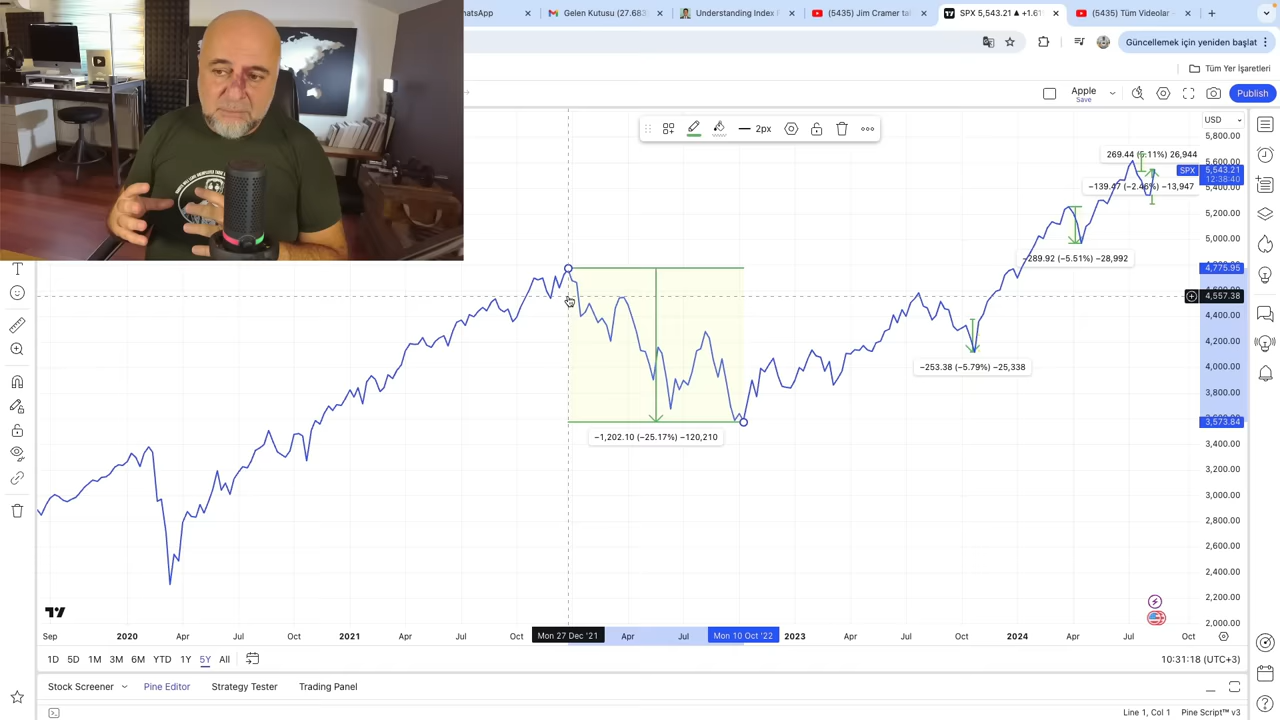 hatsApp
Gelen Kutusu (27.683
Understanding Index
(5435) Jim Cramer tal
SPX 5,543.21 ▲ +1.61
(5435) Tüm Videolar
Güncellemek için yeniden başlat
Tüm Yer İşaretleri
Apple
Save
Publish
2px
USD
5,800.00
5,600.00
SPX
5,543.21
12:38:40
5,400.00
5,200.00
5,000.00
4,775.95
4,557.38
4,400.00
4,200.00
4,000.00
3,800.00
3,573.84
3,400.00
3,200.00
3,000.00
2,800.00
2,600.00
2,400.00
2,200.00
2,000.00
269.44 (5.11%) 26,944
−139.47 (−2.46%) −13,947
−289.92 (−5.51%) −28,992
−253.38 (−5.79%) −25,338
−1,202.10 (−25.17%) −120,210
Sep 2020 Apr Jul Oct 2021 Apr Jul Oct Mon 27 Dec '21 Apr Jul Mon 10 Oct '22 2023 Apr Jul Oct 2024 Apr Jul Oct
1D 5D 1M 3M 6M YTD 1Y 5Y All
10:31:18 (UTC+3)
Stock Screener Pine Editor Strategy Tester Trading Panel
Line 1, Col 1 Pine Script™ v3